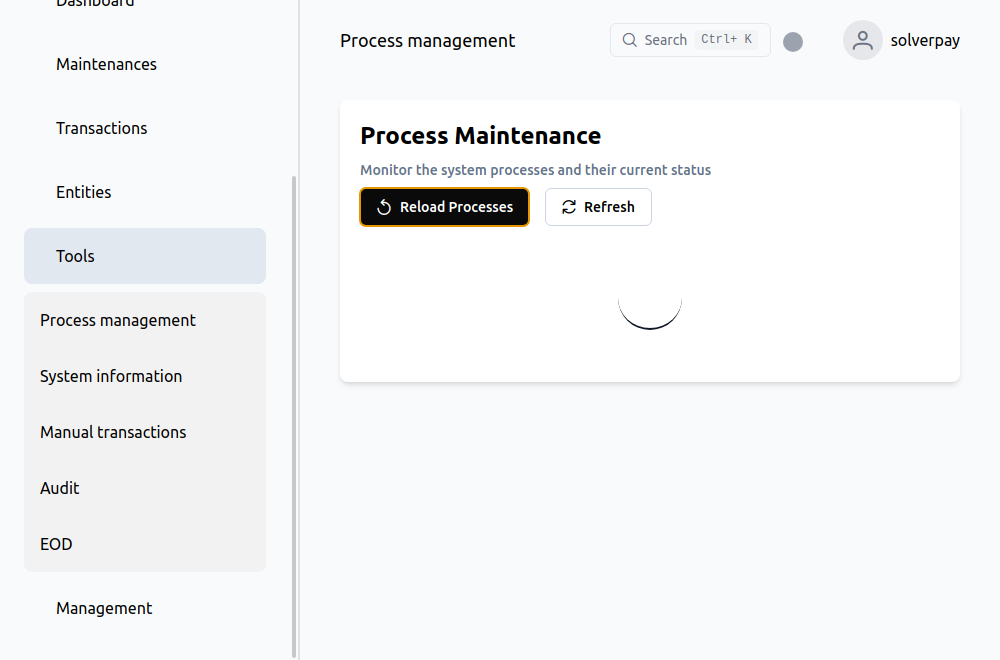 Dashboard
Maintenances
Transactions
Entities
Tools
Process management
System information
Manual transactions
Audit
EOD
Management
Process management
Search Ctrl+ K
solverpay
Process Maintenance
Monitor the system processes and their current status
Reload Processes
Refresh